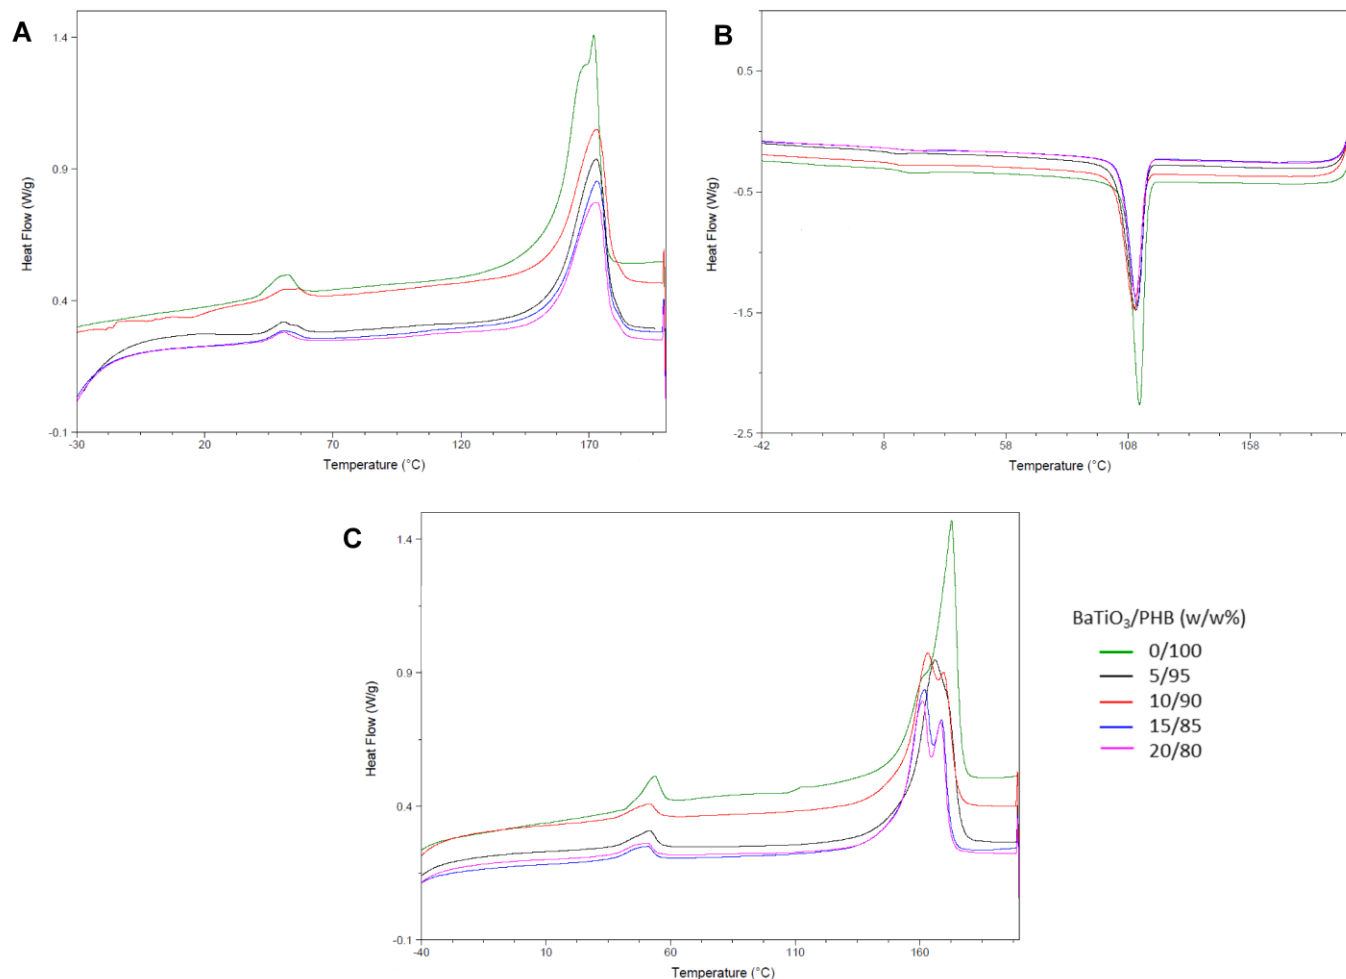 A
1.4
0.9
0.4
-0.1
Heat Flow (W/g)
-30 20 70 120 170
Temperature (°C)
B
0.5
-0.5
-1.5
-2.5
Heat Flow (W/g)
-42 8 58 108 158
Temperature (°C)
C
1.4
0.9
0.4
-0.1
Heat Flow (W/g)
-40 10 60 110 160
Temperature (°C)
BaTiO₃/PHB (w/w%)
0/100
5/95
10/90
15/85
20/80